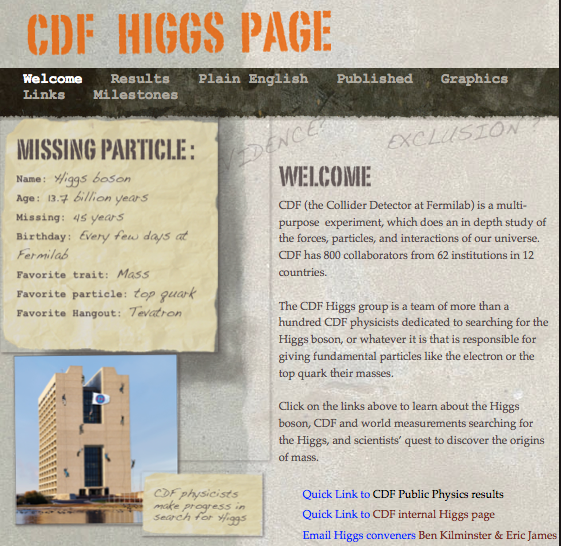 CDF HIGGS PAGE
Welcome Results Plain English Published Graphics
Links Milestones
EVIDENCE?
EXCLUSION?
MISSING PARTICLE:
Name: Higgs boson
Age: 13.7 billion years
Missing: 45 years
Birthday: Every few days at
Fermilab
Favorite trait: Mass
Favorite particle: top quark
Favorite Hangout: Tevatron
CDF physicists
make progress in
search for Higgs
WELCOME
CDF (the Collider Detector at Fermilab) is a multi-
purpose experiment, which does an in depth study of
the forces, particles, and interactions of our universe.
CDF has 800 collaborators from 62 institutions in 12
countries.
The CDF Higgs group is a team of more than a
hundred CDF physicists dedicated to searching for the
Higgs boson, or whatever it is that is responsible for
giving fundamental particles like the electron or the
top quark their masses.
Click on the links above to learn about the Higgs
boson, CDF and world measurements searching for
the Higgs, and scientists' quest to discover the origins
of mass.
Quick Link to CDF Public Physics results
Quick Link to CDF internal Higgs page
Email Higgs conveners Ben Kilminster & Eric James